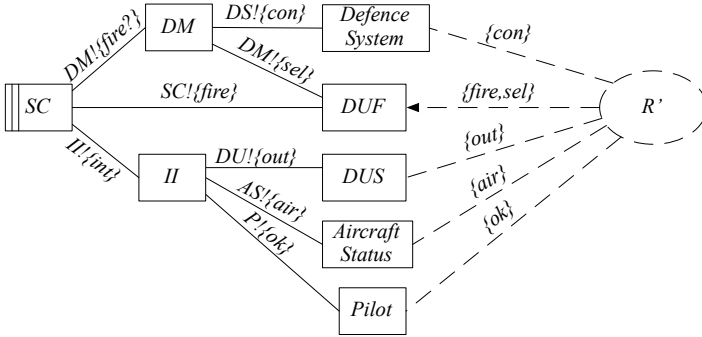 DS!{con}
Defence
System
{con}
DM
DM!{fire?}
DM!{sel}
SC
SC!{fire}
DUF
{fire,sel}
R’
II!{int}
II
DU!{out}
DUS
{out}
AS!{air}
Aircraft
Status
{air}
P!{ok}
Pilot
{ok}